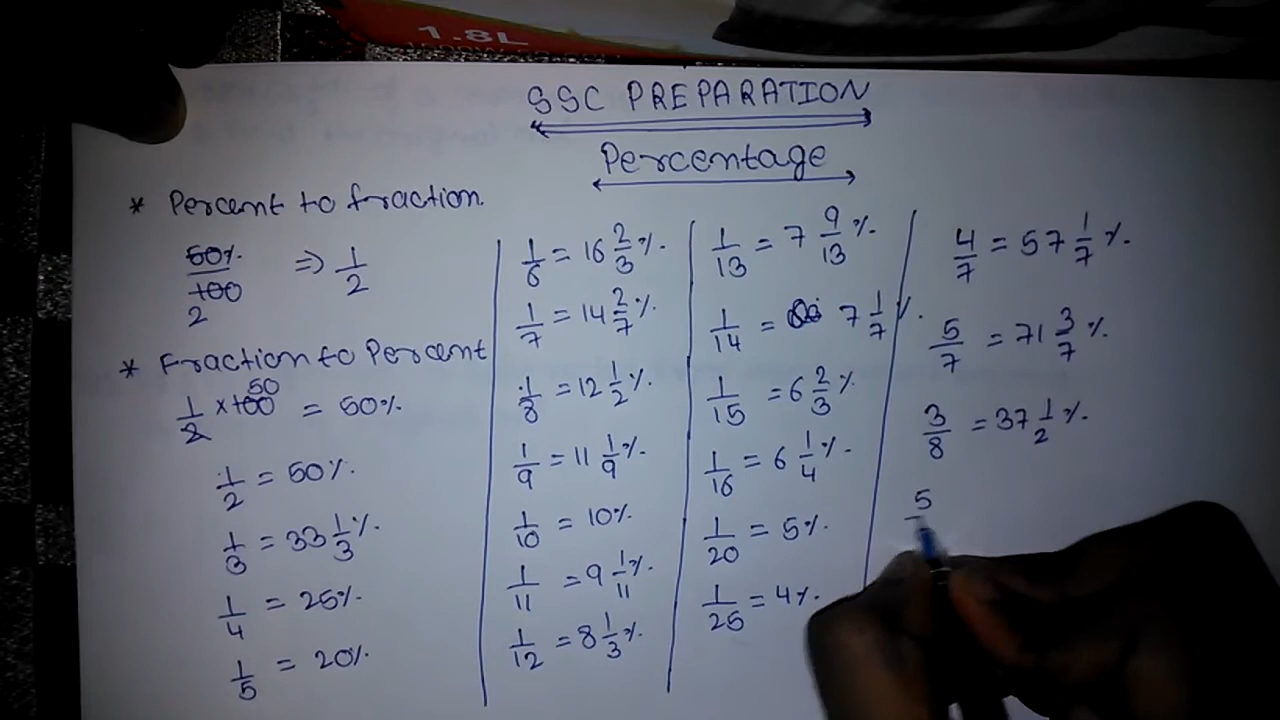 1.8L
SSC PREPARATION
Percentage
* Percent to fraction.
50%/100 2 => 1/2
* Fraction to Percent
1/2 × 100 50 = 50%
1/2 = 50%
1/3 = 33 1/3%
1/4 = 25%
1/5 = 20%
1/6 = 16 2/3%
1/7 = 14 2/7%
1/8 = 12 1/2%
1/9 = 11 1/9%
1/10 = 10%
1/11 = 9 1/11%
1/12 = 8 1/3%
1/13 = 7 9/13%
1/14 = 7 1/7%.
1/15 = 6 2/3%
1/16 = 6 1/4%
1/20 = 5%
1/25 = 4%
4/7 = 57 1/7%
5/7 = 71 3/7%
3/8 = 37 1/2%
5